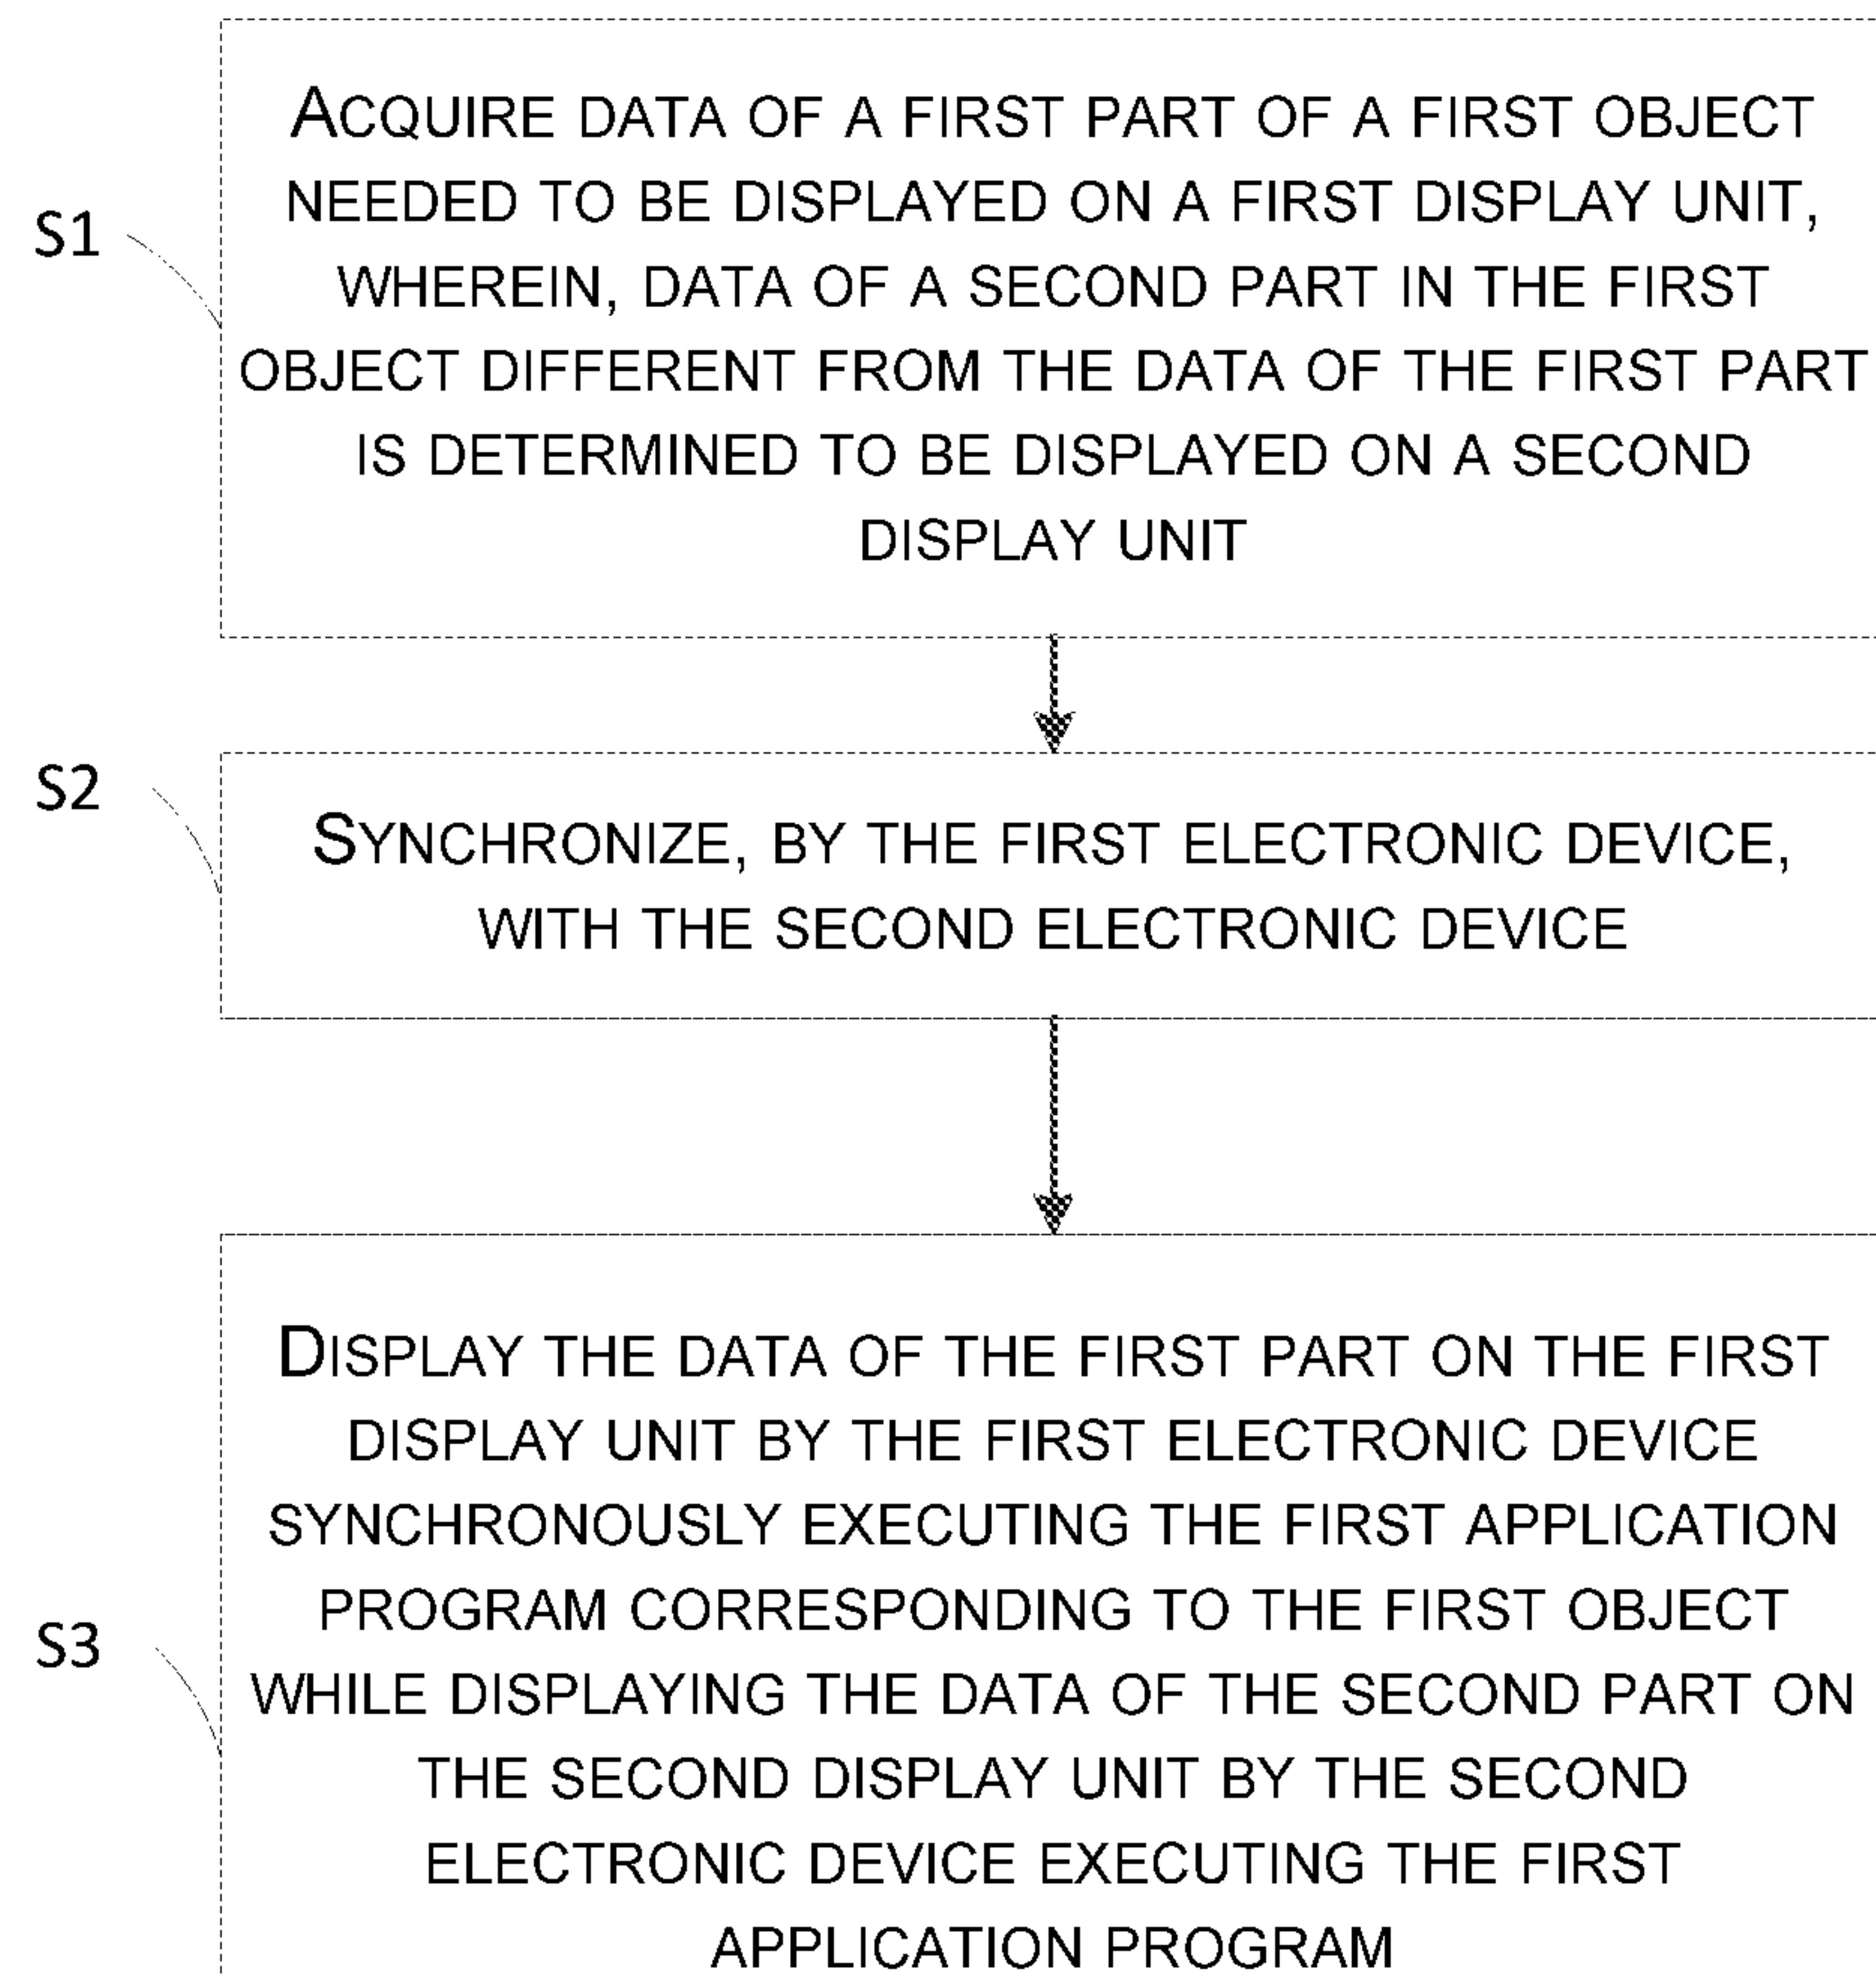 S1
ACQUIRE DATA OF A FIRST PART OF A FIRST OBJECT
NEEDED TO BE DISPLAYED ON A FIRST DISPLAY UNIT,
WHEREIN, DATA OF A SECOND PART IN THE FIRST
OBJECT DIFFERENT FROM THE DATA OF THE FIRST PART
IS DETERMINED TO BE DISPLAYED ON A SECOND
DISPLAY UNIT
S2
SYNCHRONIZE, BY THE FIRST ELECTRONIC DEVICE,
WITH THE SECOND ELECTRONIC DEVICE
S3
DISPLAY THE DATA OF THE FIRST PART ON THE FIRST
DISPLAY UNIT BY THE FIRST ELECTRONIC DEVICE
SYNCHRONOUSLY EXECUTING THE FIRST APPLICATION
PROGRAM CORRESPONDING TO THE FIRST OBJECT
WHILE DISPLAYING THE DATA OF THE SECOND PART ON
THE SECOND DISPLAY UNIT BY THE SECOND
ELECTRONIC DEVICE EXECUTING THE FIRST
APPLICATION PROGRAM